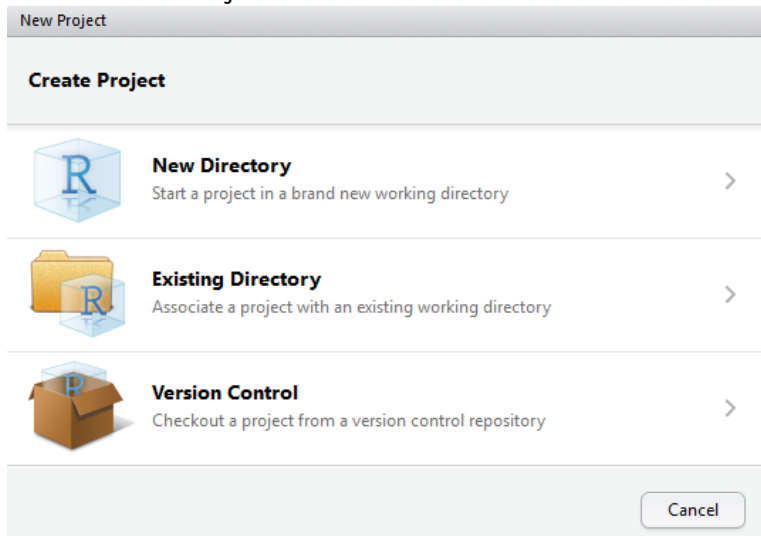 New Project
Create Project
New Directory
Start a project in a brand new working directory
Existing Directory
Associate a project with an existing working directory
Version Control
Checkout a project from a version control repository
Cancel